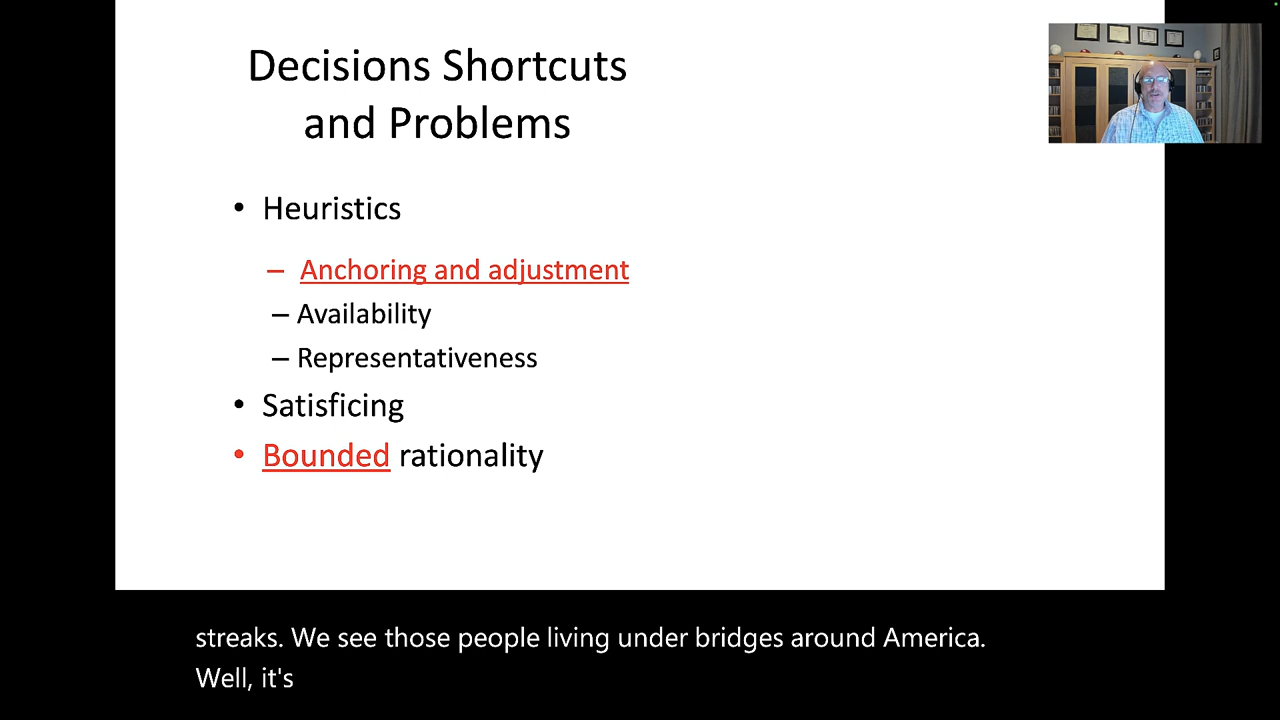 Decisions Shortcuts
and Problems
• Heuristics
– Anchoring and adjustment
– Availability
– Representativeness
• Satisficing
• Bounded rationality
streaks. We see those people living under bridges around America.
Well, it's